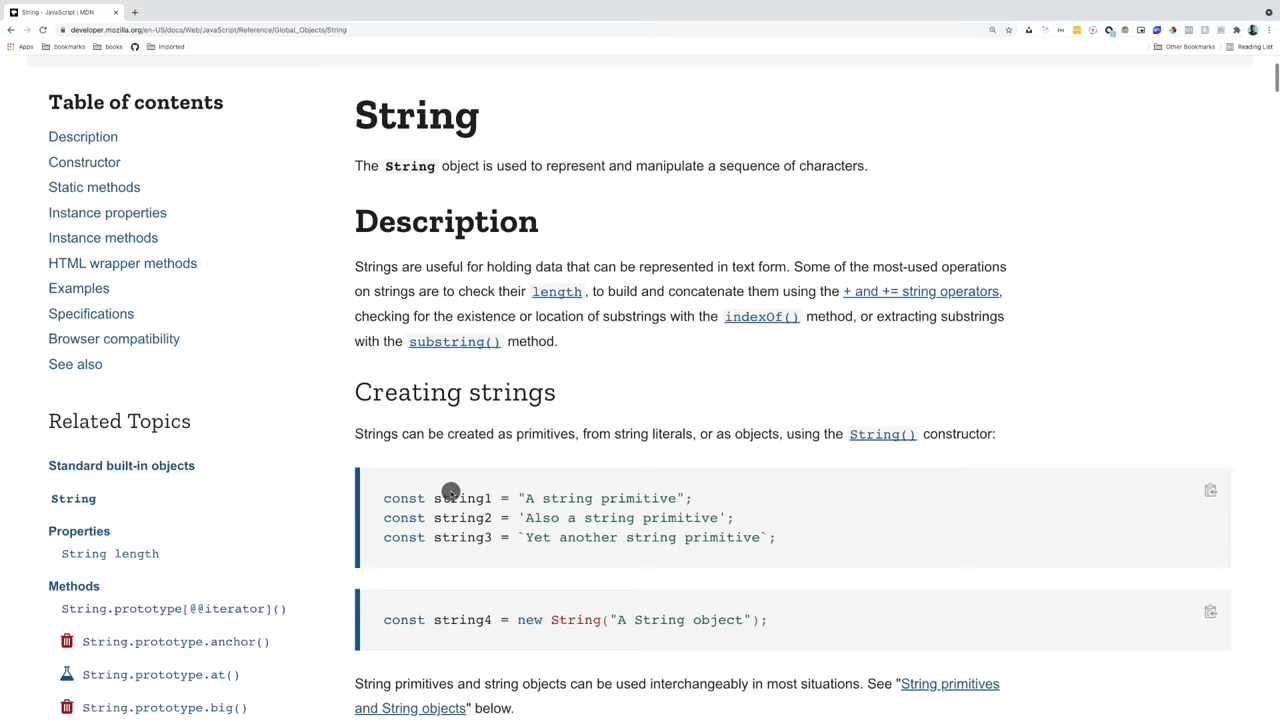 String - JavaScript | MDN
developer.mozilla.org/en-US/docs/Web/JavaScript/Reference/Global_Objects/String
Apps
bookmarks
books
Imported
Other Bookmarks
Reading List
Table of contents
Description
Constructor
Static methods
Instance properties
Instance methods
HTML wrapper methods
Examples
Specifications
Browser compatibility
See also
Related Topics
Standard built-in objects
String
Properties
String length
Methods
String.prototype[@@iterator]()
String.prototype.anchor()
String.prototype.at()
String.prototype.big()
String
The String object is used to represent and manipulate a sequence of characters.
Description
Strings are useful for holding data that can be represented in text form. Some of the most-used operations
on strings are to check their length, to build and concatenate them using the + and += string operators,
checking for the existence or location of substrings with the indexOf() method, or extracting substrings
with the substring() method.
Creating strings
Strings can be created as primitives, from string literals, or as objects, using the String() constructor:
const string1 = "A string primitive";
const string2 = 'Also a string primitive';
const string3 = `Yet another string primitive`;
const string4 = new String("A String object");
String primitives and string objects can be used interchangeably in most situations. See "String primitives
and String objects" below.